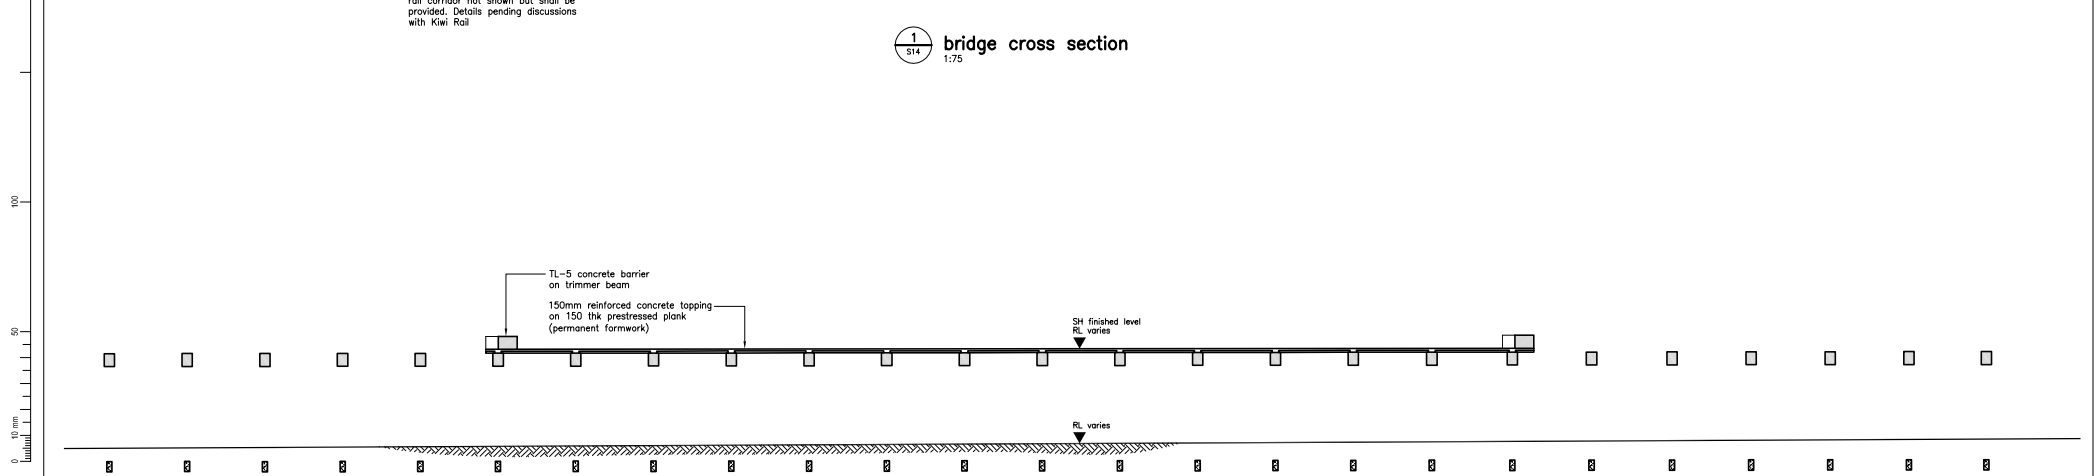 rail corridor not shown but shall be
provided. Details pending discussions
with Kiwi Rail
1
S14
bridge cross section
1:75
100
TL-5 concrete barrier
on trimmer beam
150mm reinforced concrete topping
on 150 thk prestressed plank
(permanent formwork)
SH finished level
RL varies
50
RL varies
10 mm
0